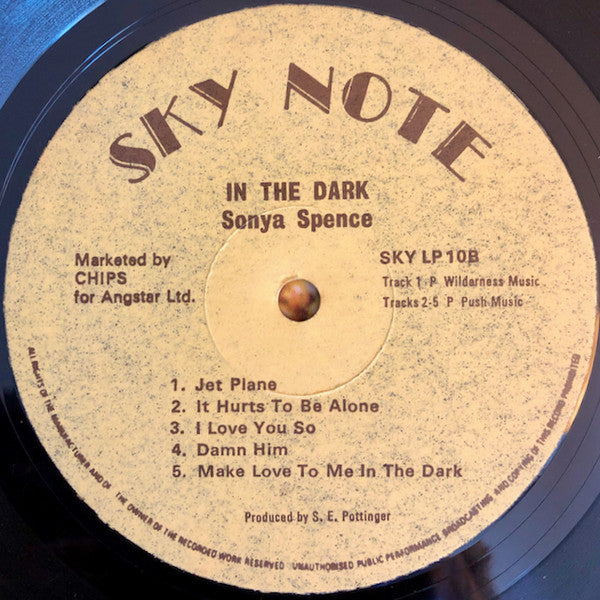 SKY NOTE
IN THE DARK
Sonya Spence
Marketed by
CHIPS
for Angstar Ltd.
SKY LP 10B
Track 1 P Wilderness Music
Tracks 2-5 P Push Music
1. Jet Plane
2. It Hurts To Be Alone
3. I Love You So
4. Damn Him
5. Make Love To Me In The Dark
Produced by S. E. Pottinger
ALL RIGHTS OF THE MANUFACTURER AND OF THE OWNER OF THE RECORDED WORK RESERVED UNAUTHORISED PUBLIC PERFORMANCE BROADCASTING AND COPYING OF THIS RECORD PROHIBITED